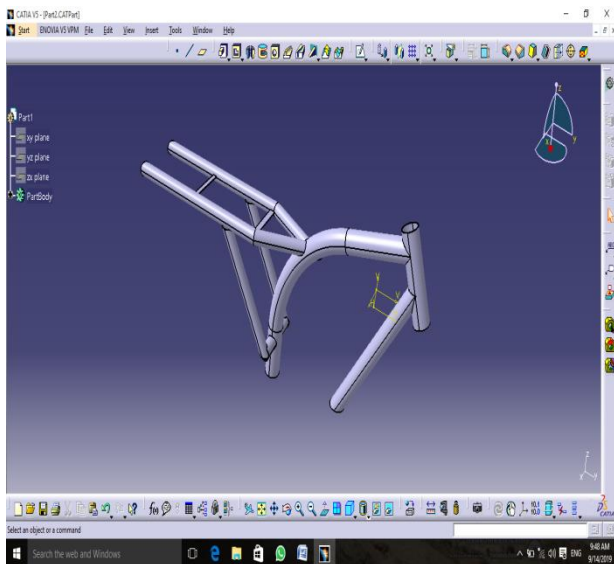 CATIA V5 - [Part2.CATPart]
Start ENOVIA V5 VPM File Edit View Insert Tools Window Help
Part1
xy plane
yz plane
zx plane
PartBody
z
y
x
Select an object or a command
Search the web and Windows
9:48 AM
9/14/2019